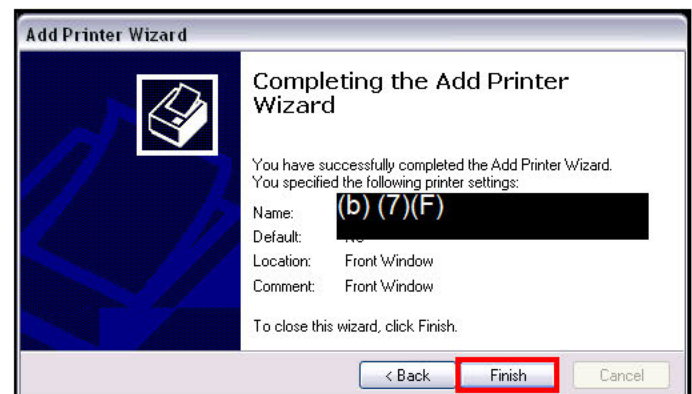 Add Printer Wizard
Completing the Add Printer
Wizard
You have successfully completed the Add Printer Wizard.
You specified the following printer settings:
Name: (b) (7)(F)
Default:
Location: Front Window
Comment: Front Window
To close this wizard, click Finish.
< Back Finish Cancel